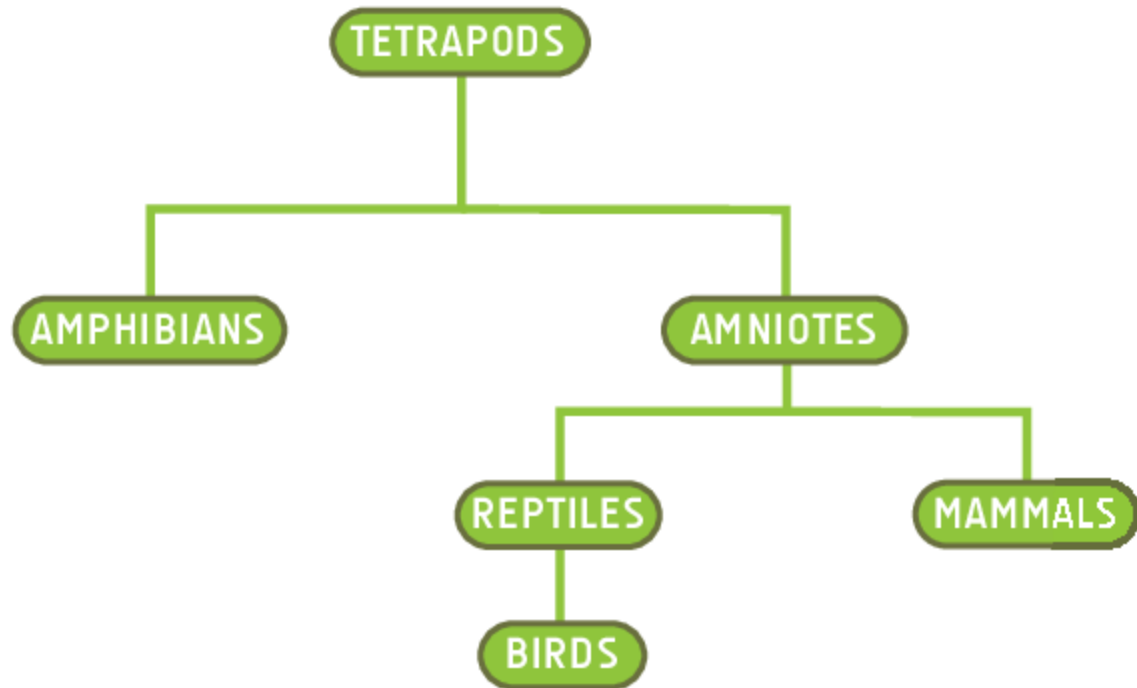 TETRAPODS
AMPHIBIANS
AMNIOTES
REPTILES
MAMMALS
BIRDS